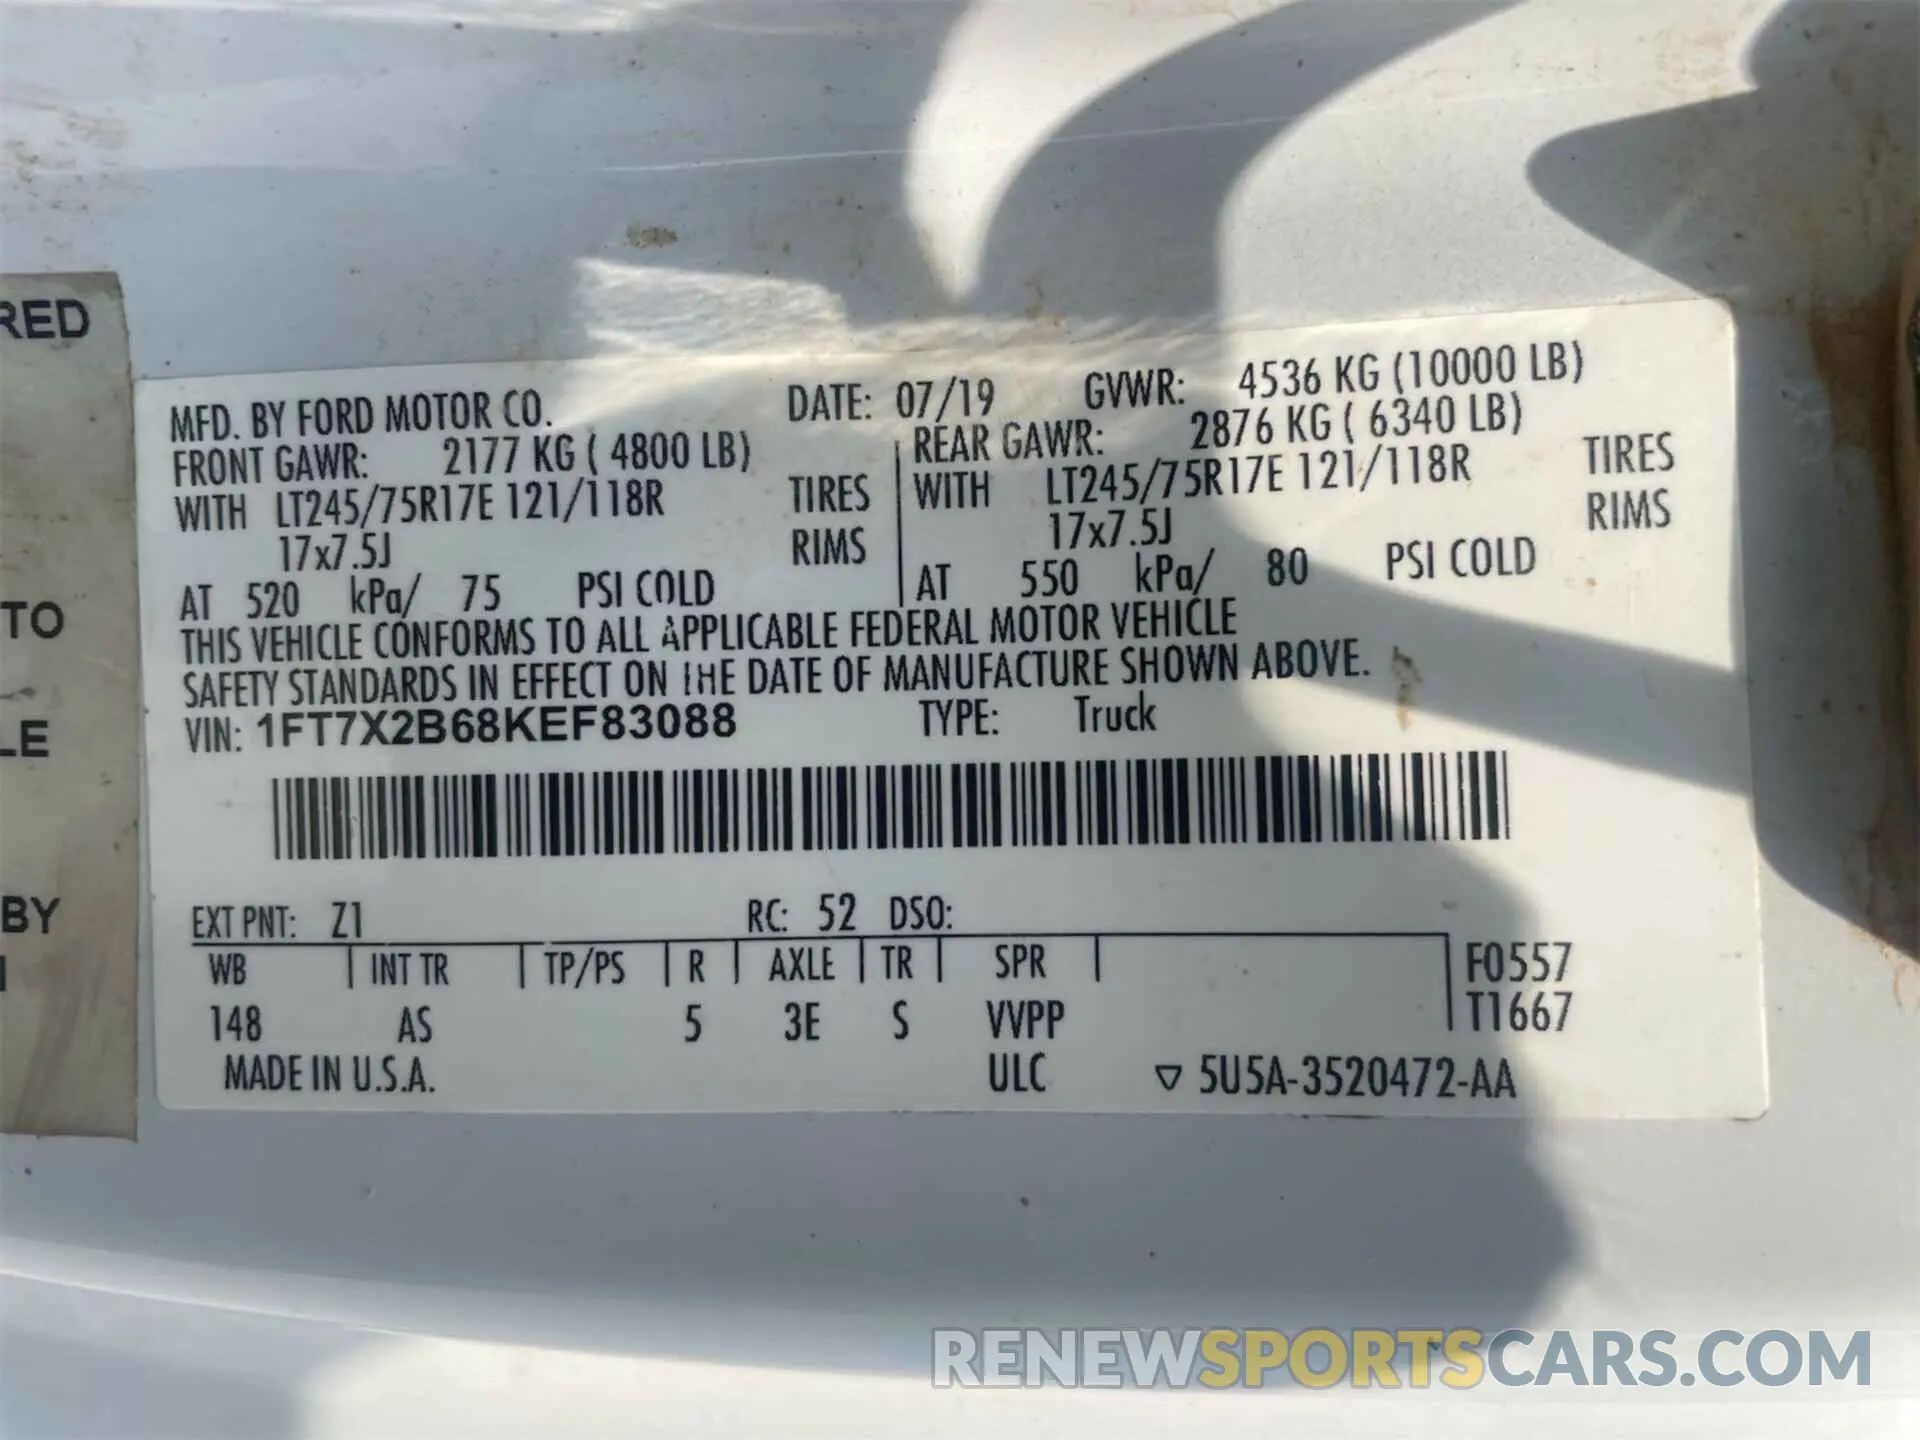 MFD. BY FORD MOTOR CO. DATE: 07/19 GVWR: 4536 KG (10000 LB)
FRONT GAWR: 2177 KG ( 4800 LB) REAR GAWR: 2876 KG ( 6340 LB)
WITH LT245/75R17E 121/118R TIRES WITH LT245/75R17E 121/118R TIRES
17x7.5J RIMS 17x7.5J RIMS
AT 520 kPa/ 75 PSI COLD AT 550 kPa/ 80 PSI COLD
THIS VEHICLE CONFORMS TO ALL APPLICABLE FEDERAL MOTOR VEHICLE
SAFETY STANDARDS IN EFFECT ON THE DATE OF MANUFACTURE SHOWN ABOVE.
VIN: 1FT7X2B68KEF83088 TYPE: Truck
EXT PNT: Z1 RC: 52 DSO:
WB INT TR TP/PS R AXLE TR SPR F0557
148 AS 5 3E S VVPP T1667
MADE IN U.S.A. ULC ▽ 5U5A-3520472-AA
RED
TO
LE
BY
RENEWSPORTSCARS.COM